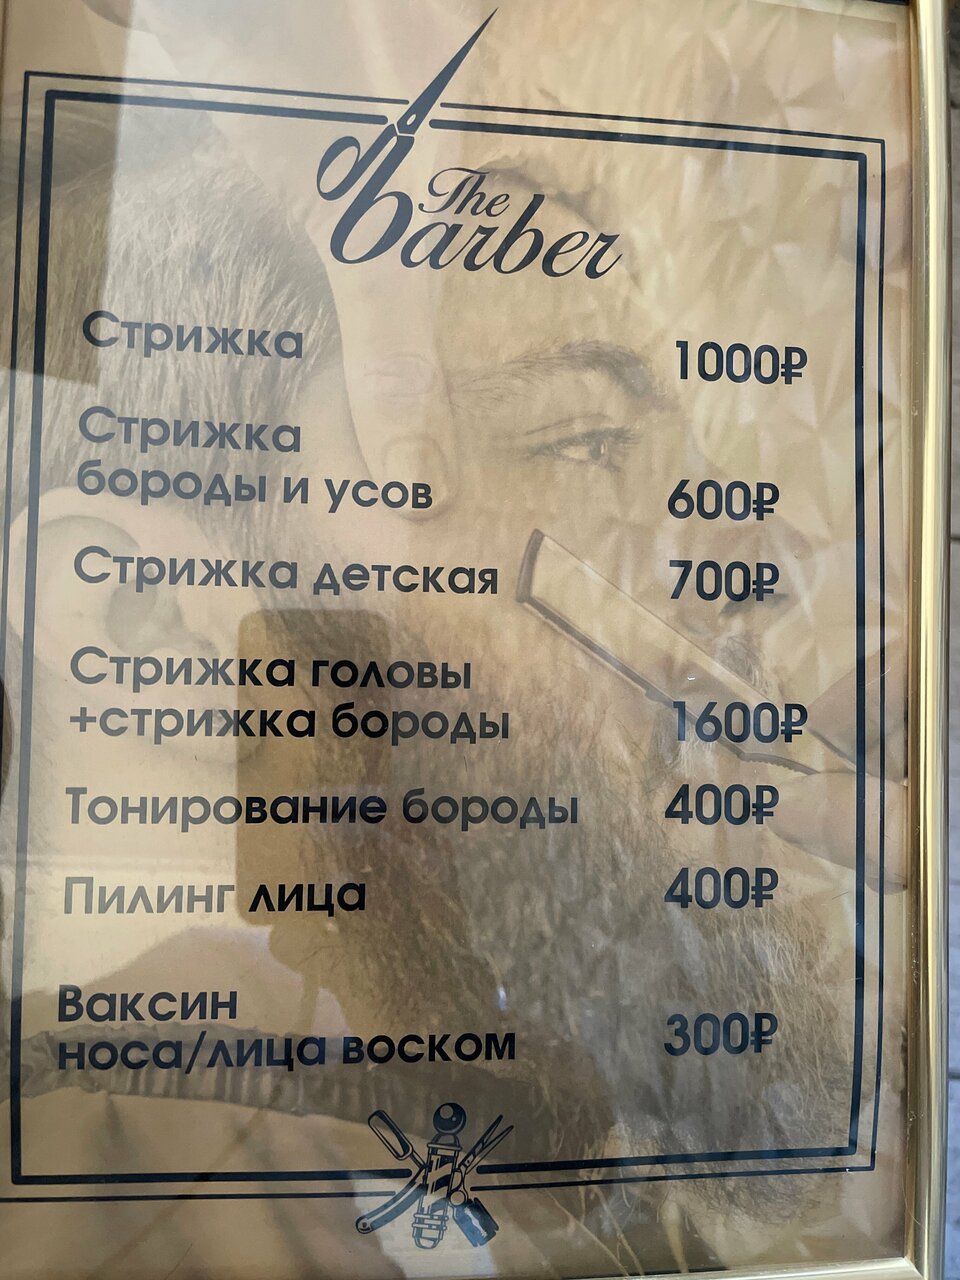 The
barber
Стрижка 1000₽
Стрижка
бороды и усов 600₽
Стрижка детская 700₽
Стрижка головы
+стрижка бороды 1600₽
Тонирование бороды 400₽
Пилинг лица 400₽
Ваксин
носа/лица воском 300₽